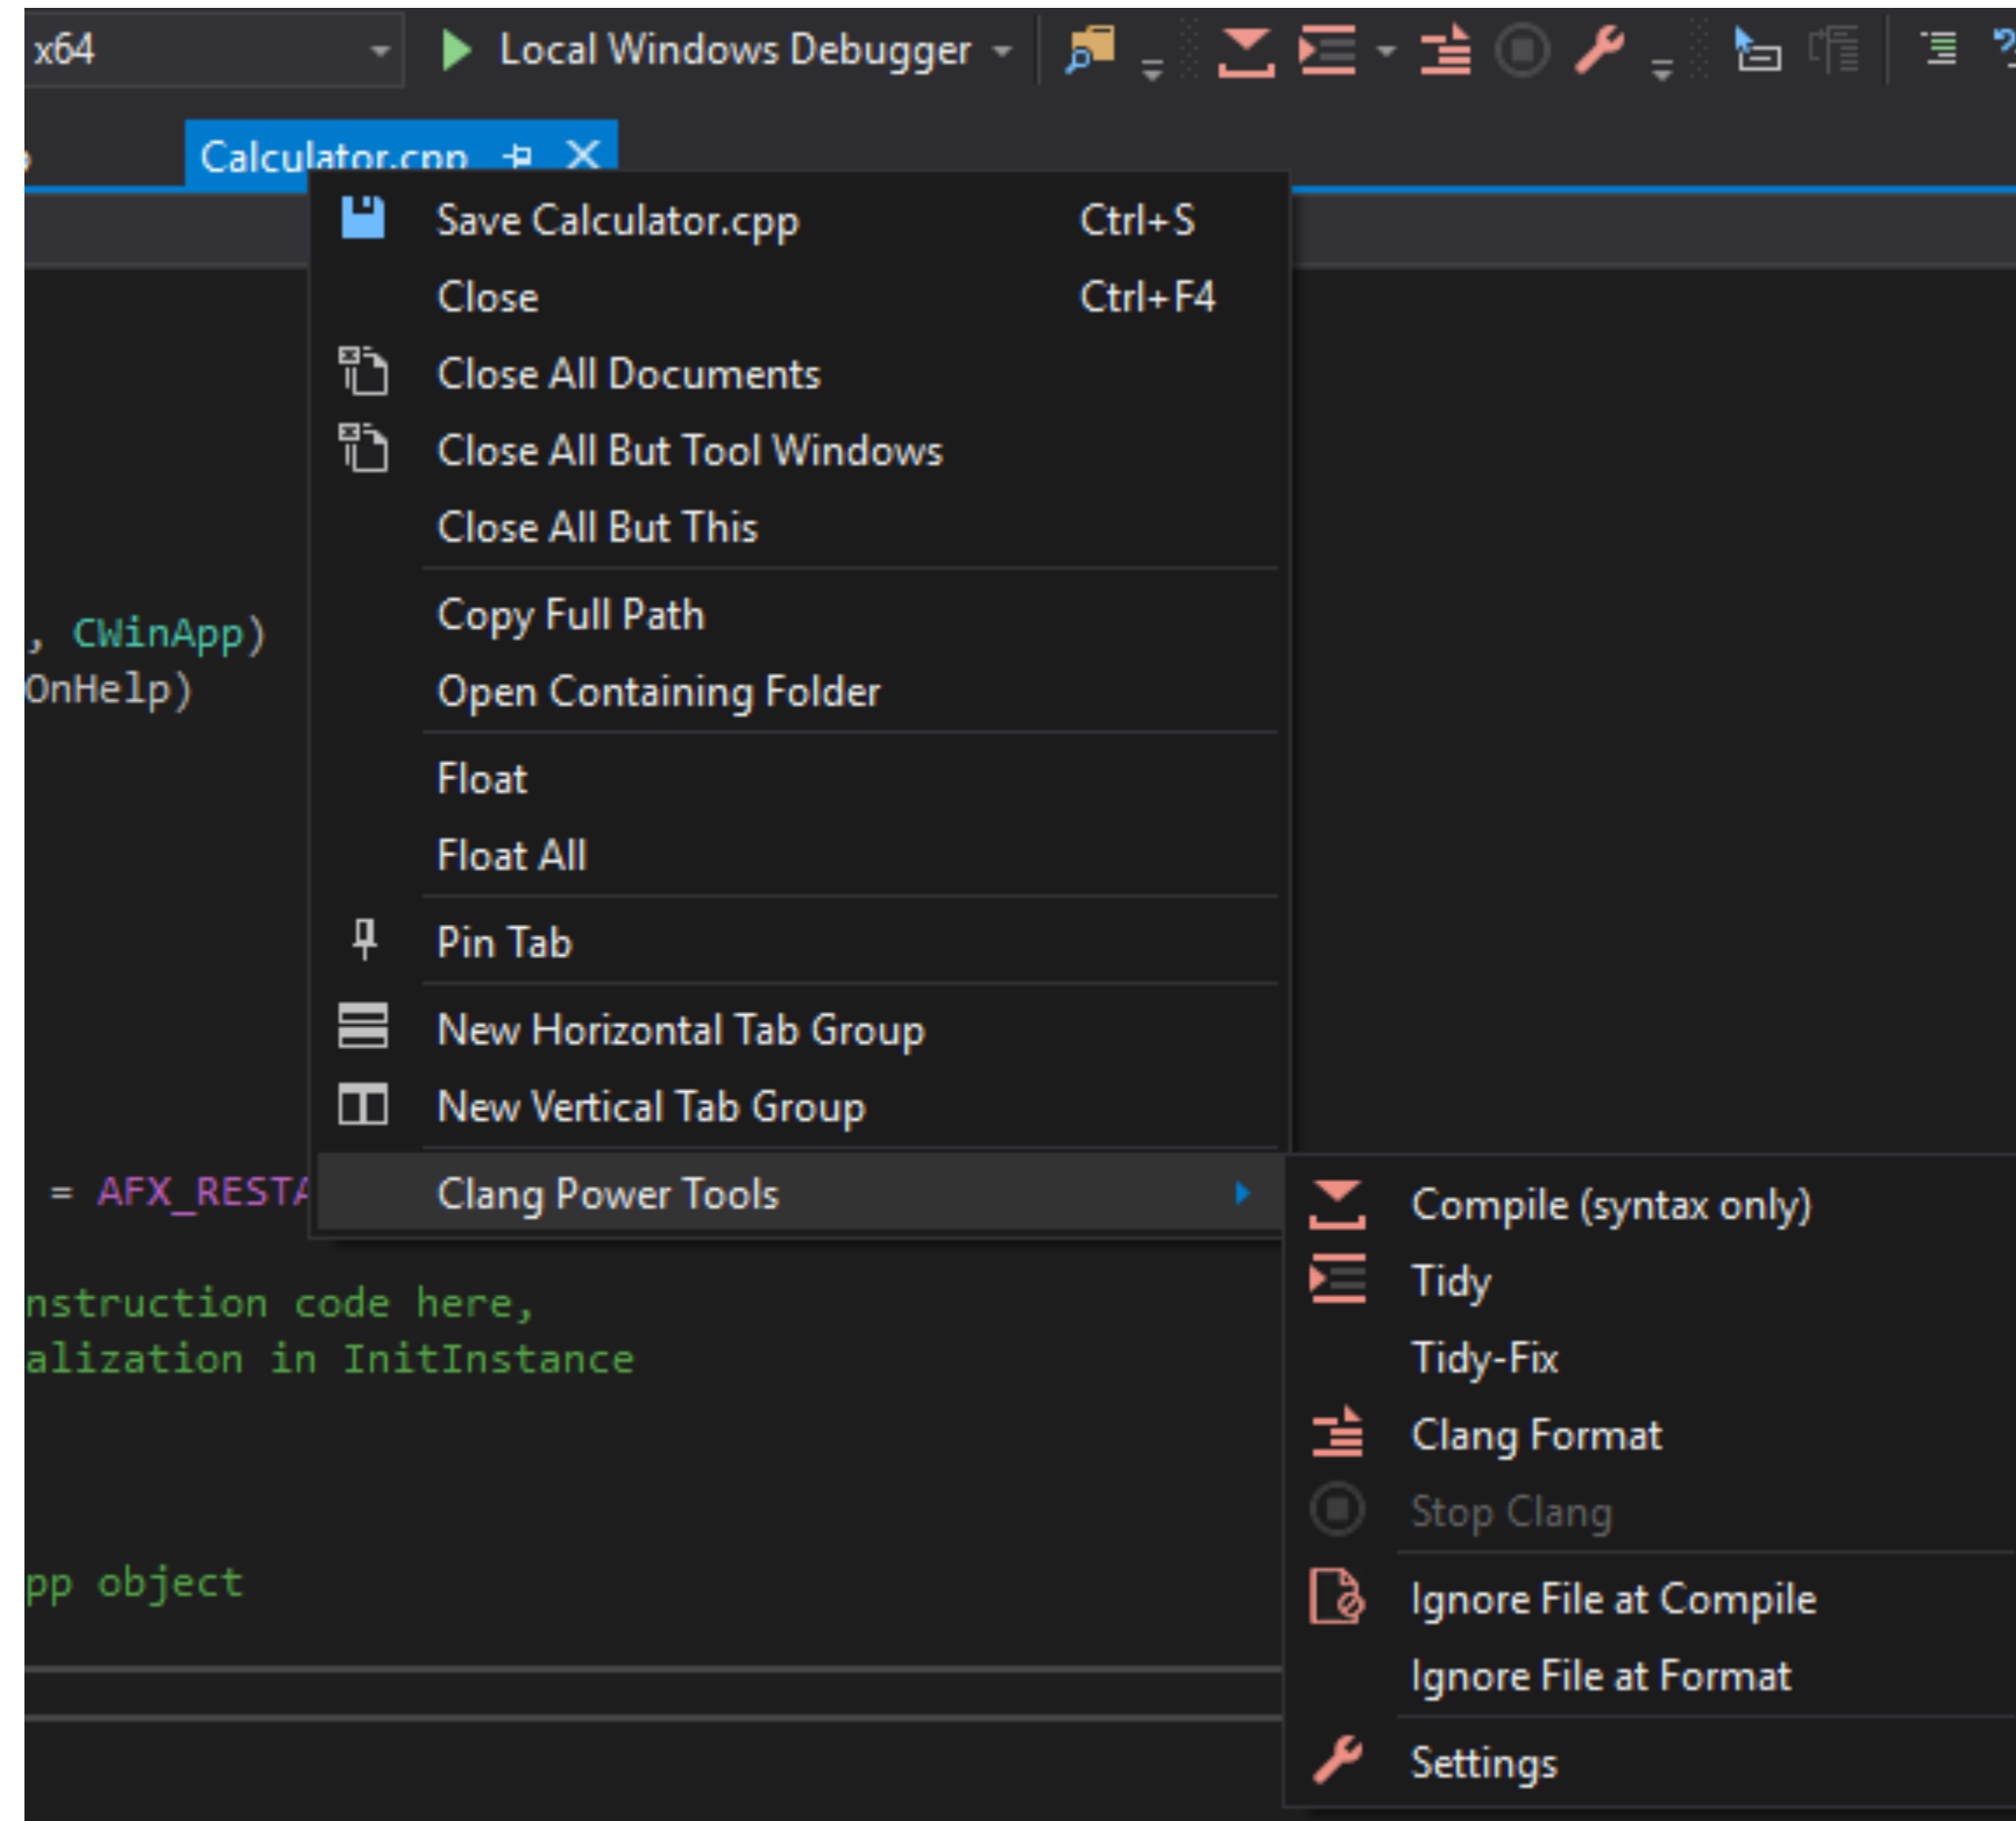 x64 Local Windows Debugger
Calculator.cpp
Save Calculator.cpp Ctrl+S
Close Ctrl+F4
Close All Documents
Close All But Tool Windows
Close All But This
Copy Full Path
, CWinApp)
Open Containing Folder
OnHelp)
Float
Float All
Pin Tab
New Horizontal Tab Group
New Vertical Tab Group
= AFX_RESTA
Clang Power Tools
Compile (syntax only)
Tidy
nstruction code here,
alization in InitInstance
Tidy-Fix
Clang Format
Stop Clang
pp object
Ignore File at Compile
Ignore File at Format
Settings